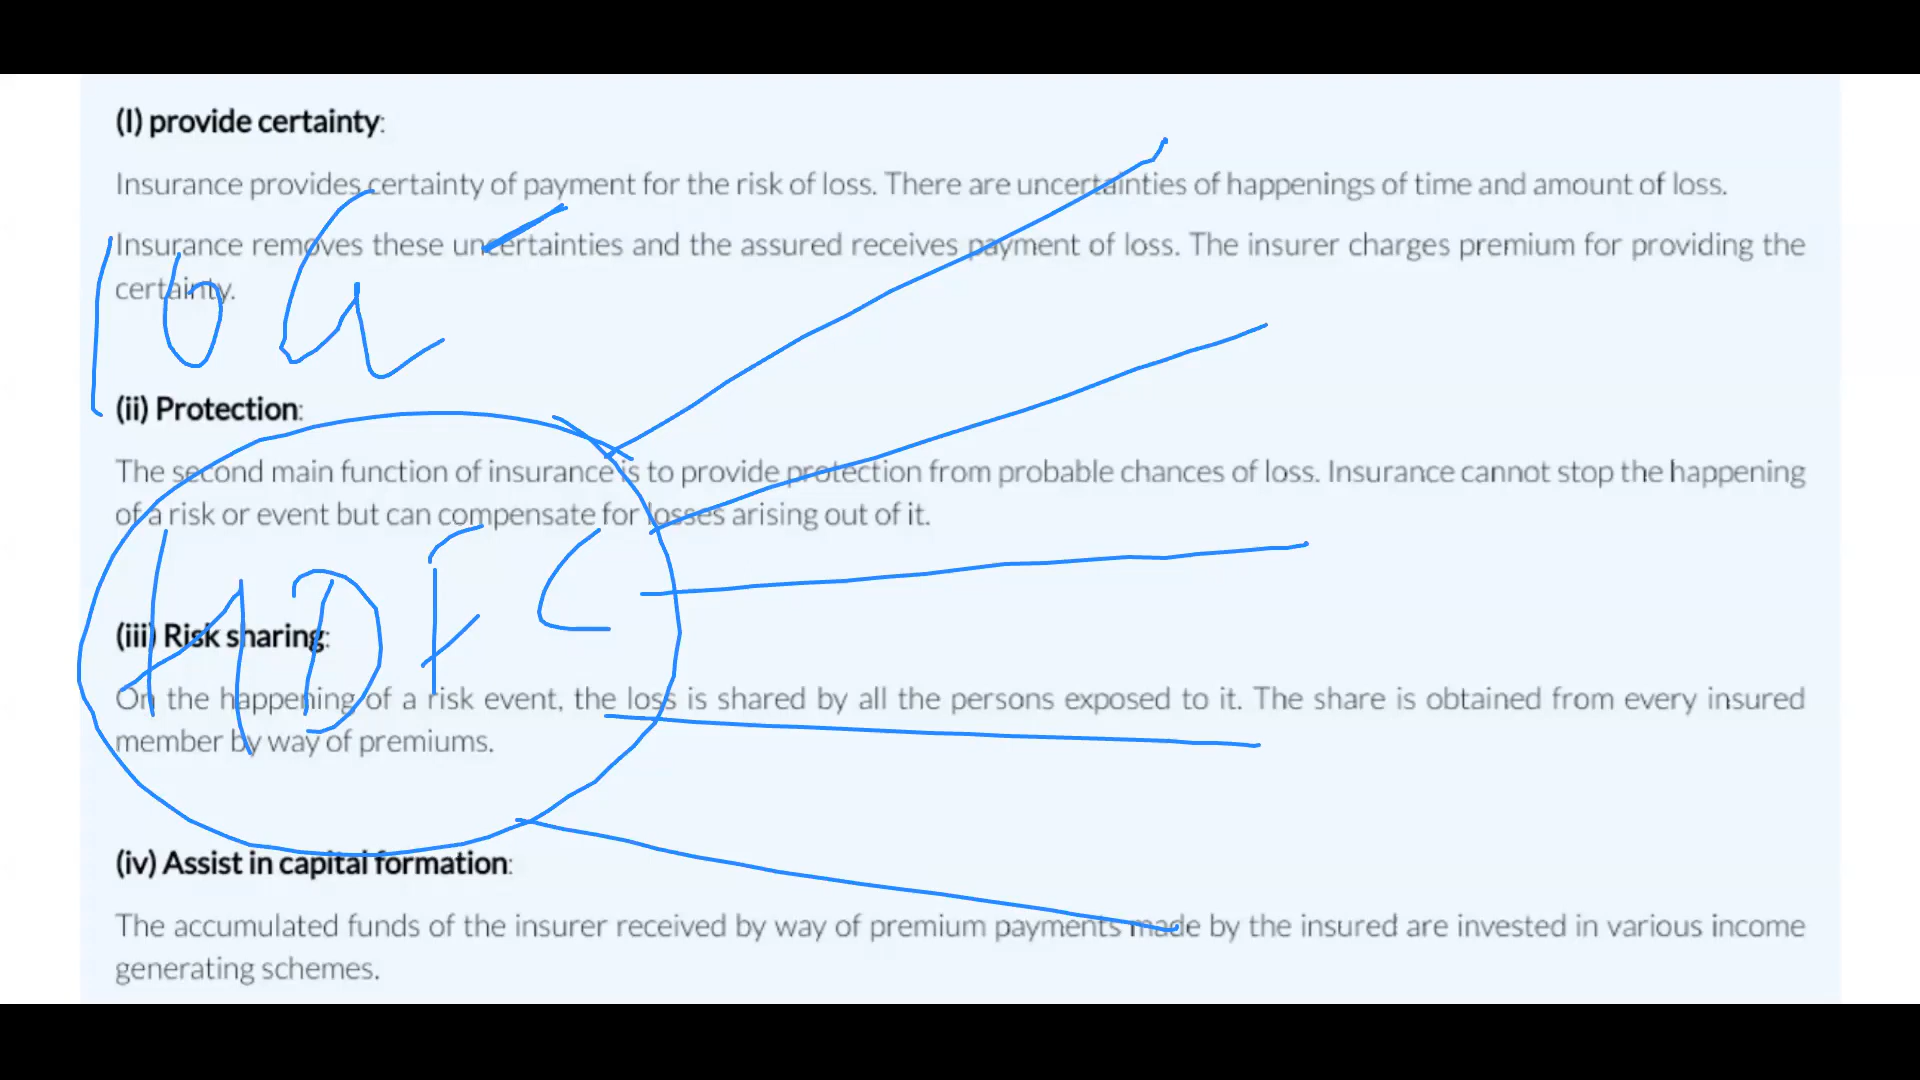 (I) provide certainty:
Insurance provides certainty of payment for the risk of loss. There are uncertainties of happenings of time and amount of loss.
Insurance removes these uncertainties and the assured receives payment of loss. The insurer charges premium for providing the
certainty.
(ii) Protection:
The second main function of insurance is to provide protection from probable chances of loss. Insurance cannot stop the happening
of a risk or event but can compensate for losses arising out of it.
HDFC
(iii) Risk sharing:
On the happening of a risk event, the loss is shared by all the persons exposed to it. The share is obtained from every insured
member by way of premiums.
(iv) Assist in capital formation:
The accumulated funds of the insurer received by way of premium payments made by the insured are invested in various income
generating schemes.